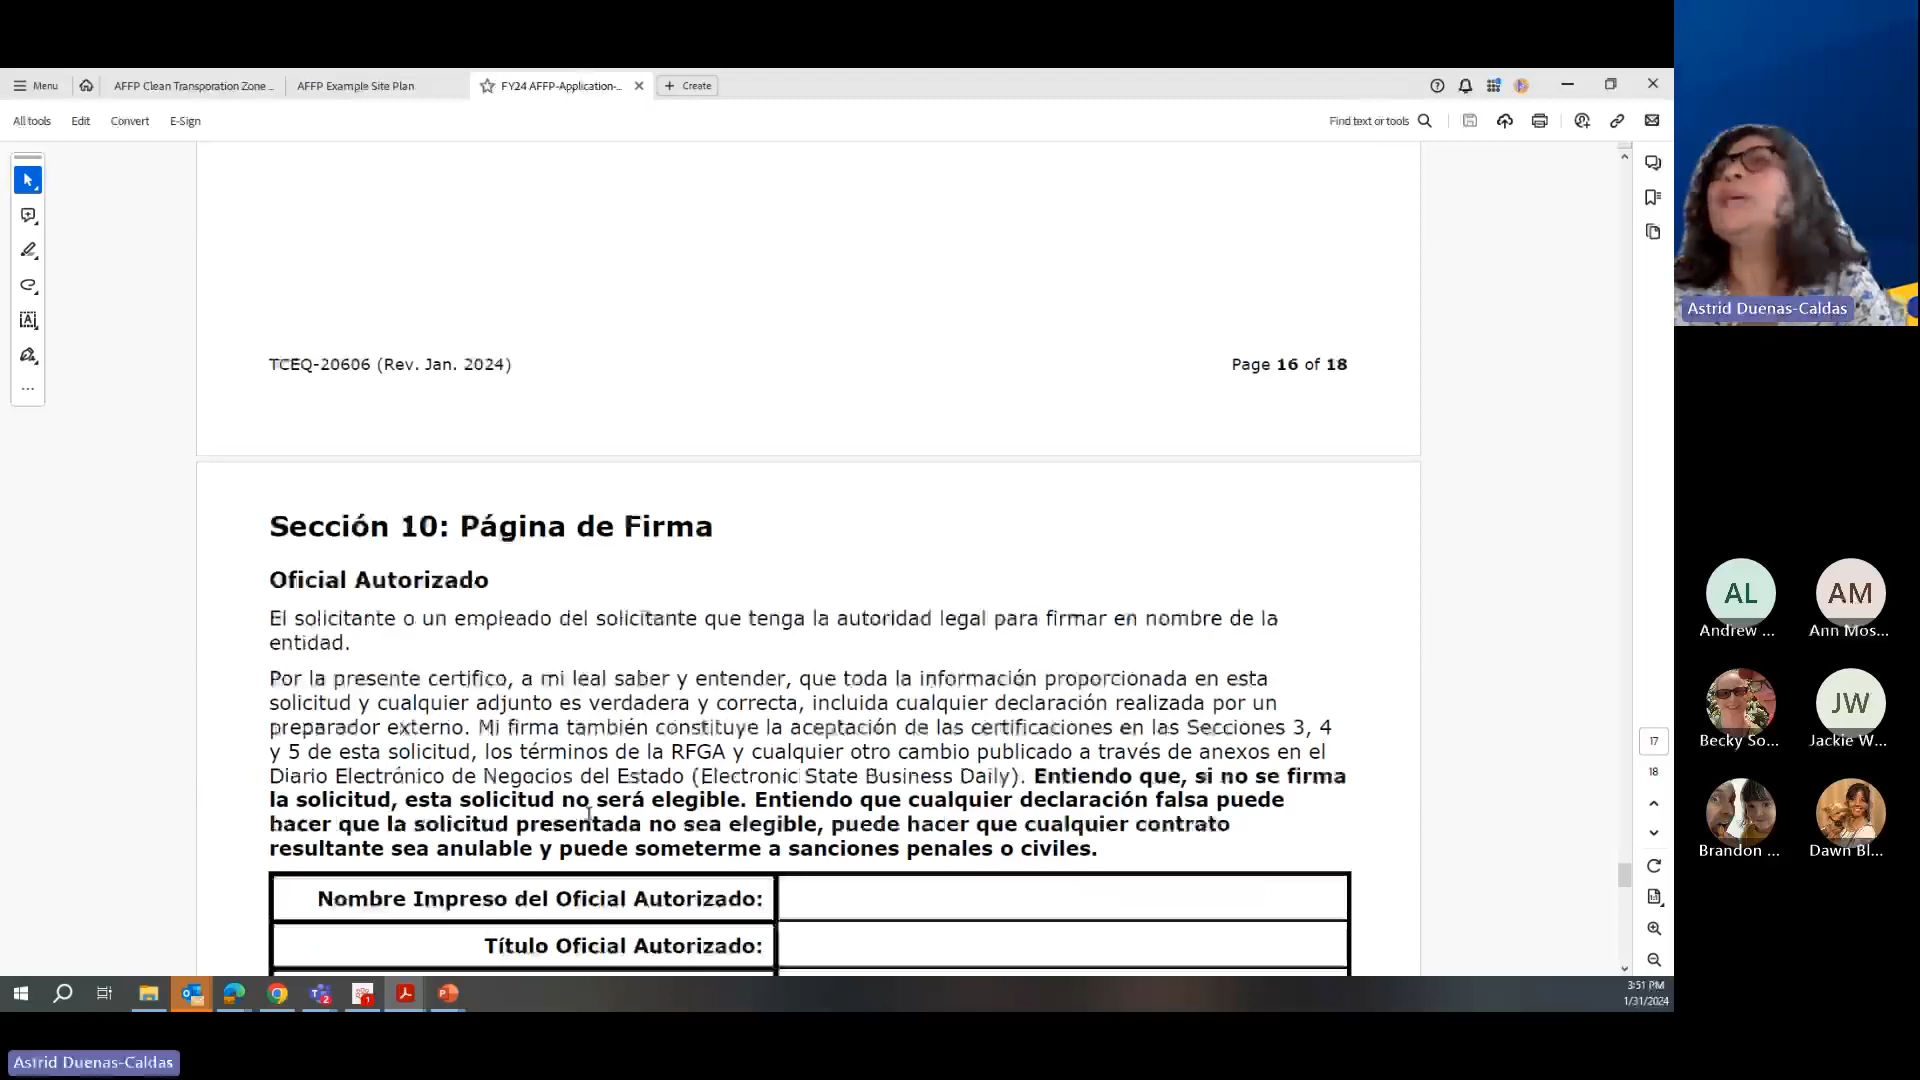 Menu
AFFP Clean Transporation Zone ...
AFFP Example Site Plan
FY24 AFFP-Application-...
Create
All tools
Edit
Convert
E-Sign
Find text or tools
TCEQ-20606 (Rev. Jan. 2024)
Page 16 of 18
Sección 10: Página de Firma
Oficial Autorizado
El solicitante o un empleado del solicitante que tenga la autoridad legal para firmar en nombre de la
entidad.
Por la presente certifico, a mi leal saber y entender, que toda la información proporcionada en esta
solicitud y cualquier adjunto es verdadera y correcta, incluida cualquier declaración realizada por un
preparador externo. Mi firma también constituye la aceptación de las certificaciones en las Secciones 3, 4
y 5 de esta solicitud, los términos de la RFGA y cualquier otro cambio publicado a través de anexos en el
Diario Electrónico de Negocios del Estado (Electronic State Business Daily). Entiendo que, si no se firma
la solicitud, esta solicitud no será elegible. Entiendo que cualquier declaración falsa puede
hacer que la solicitud presentada no sea elegible, puede hacer que cualquier contrato
resultante sea anulable y puede someterme a sanciones penales o civiles.
Nombre Impreso del Oficial Autorizado:
Título Oficial Autorizado:
17
18
3:51 PM
1/31/2024
Astrid Duenas-Caldas
AL
Andrew ...
AM
Ann Mos...
Becky So...
JW
Jackie W...
Brandon ...
Dawn Bl...
Astrid Duenas-Caldas